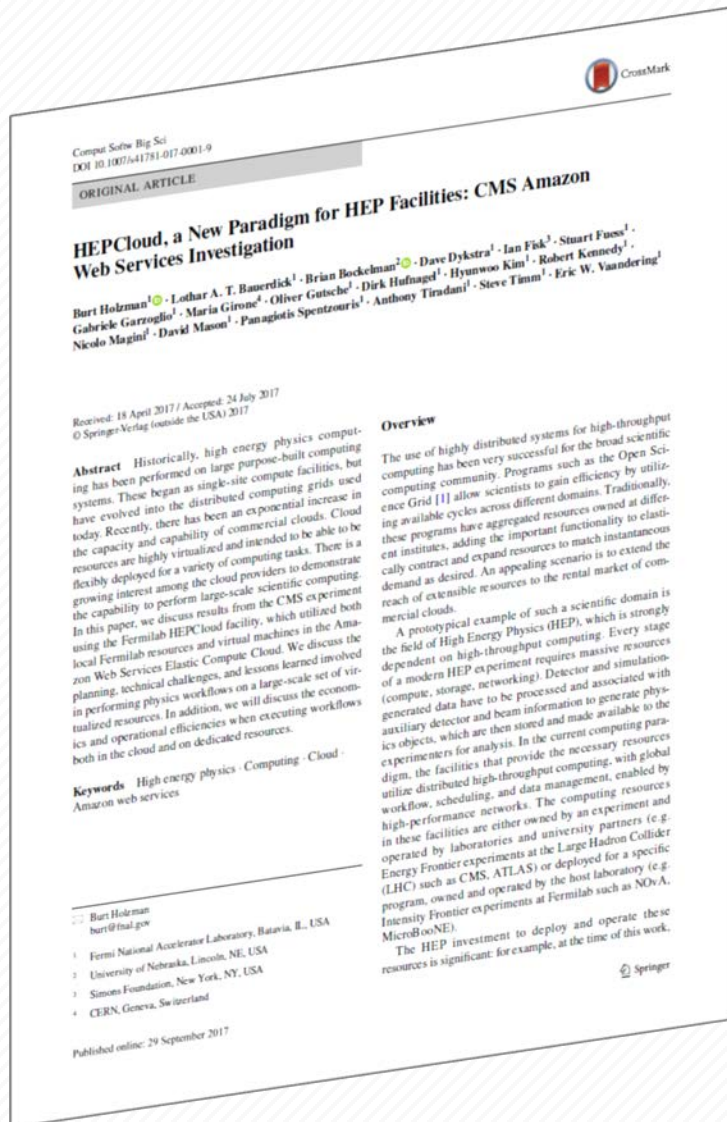 CrossMark
Comput Softw Big Sci
DOI 10.1007/s41781-017-0001-9
ORIGINAL ARTICLE
HEPCloud, a New Paradigm for HEP Facilities: CMS Amazon
Web Services Investigation
Burt Holzman1 · Lothar A. T. Bauerdick1 · Brian Bockelman2 · Dave Dykstra1 · Ian Fisk3 · Stuart Fuess1 ·
Gabriele Garzoglio1 · Maria Girone4 · Oliver Gutsche1 · Dirk Hufnagel1 · Hyunwoo Kim1 · Robert Kennedy1 ·
Nicolo Magini1 · David Mason1 · Panagiotis Spentzouris1 · Anthony Tiradani1 · Steve Timm1 · Eric W. Vaandering1
Received: 18 April 2017 / Accepted: 24 July 2017
© Springer-Verlag (outside the USA) 2017
Abstract Historically, high energy physics comput-
ing has been performed on large purpose-built computing
systems. These began as single-site compute facilities, but
have evolved into the distributed computing grids used
today. Recently, there has been an exponential increase in
the capacity and capability of commercial clouds. Cloud
resources are highly virtualized and intended to be able to be
flexibly deployed for a variety of computing tasks. There is a
growing interest among the cloud providers to demonstrate
the capability to perform large-scale scientific computing.
In this paper, we discuss results from the CMS experiment
using the Fermilab HEPCloud facility, which utilized both
local Fermilab resources and virtual machines in the Ama-
zon Web Services Elastic Compute Cloud. We discuss the
planning, technical challenges, and lessons learned involved
in performing physics workflows on a large-scale set of vir-
tualized resources. In addition, we will discuss the econom-
ics and operational efficiencies when executing workflows
both in the cloud and on dedicated resources.
Keywords High energy physics · Computing · Cloud ·
Amazon web services
Burt Holzman
burt@fnal.gov
1 Fermi National Accelerator Laboratory, Batavia, IL, USA
2 University of Nebraska, Lincoln, NE, USA
3 Simons Foundation, New York, NY, USA
4 CERN, Geneva, Switzerland
Published online: 29 September 2017
Overview
The use of highly distributed systems for high-throughput
computing has been very successful for the broad scientific
computing community. Programs such as the Open Sci-
ence Grid [1] allow scientists to gain efficiency by utiliz-
ing available cycles across different domains. Traditionally,
these programs have aggregated resources owned at differ-
ent institutes, adding the important functionality to elasti-
cally contract and expand resources to match instantaneous
demand as desired. An appealing scenario is to extend the
reach of extensible resources to the rental market of com-
mercial clouds.
A prototypical example of such a scientific domain is
the field of High Energy Physics (HEP), which is strongly
dependent on high-throughput computing. Every stage
of a modern HEP experiment requires massive resources
(compute, storage, networking). Detector and simulation-
generated data have to be processed and associated with
auxiliary detector and beam information to generate phys-
ics objects, which are then stored and made available to the
experimenters for analysis. In the current computing para-
digm, the facilities that provide the necessary resources
utilize distributed high-throughput computing, with global
workflow, scheduling, and data management, enabled by
high-performance networks. The computing resources
in these facilities are either owned by an experiment and
operated by laboratories and university partners (e.g.
Energy Frontier experiments at the Large Hadron Collider
(LHC) such as CMS, ATLAS) or deployed for a specific
program, owned and operated by the host laboratory (e.g.
Intensity Frontier experiments at Fermilab such as NOvA,
MicroBooNE).
The HEP investment to deploy and operate these
resources is significant: for example, at the time of this work,
Springer